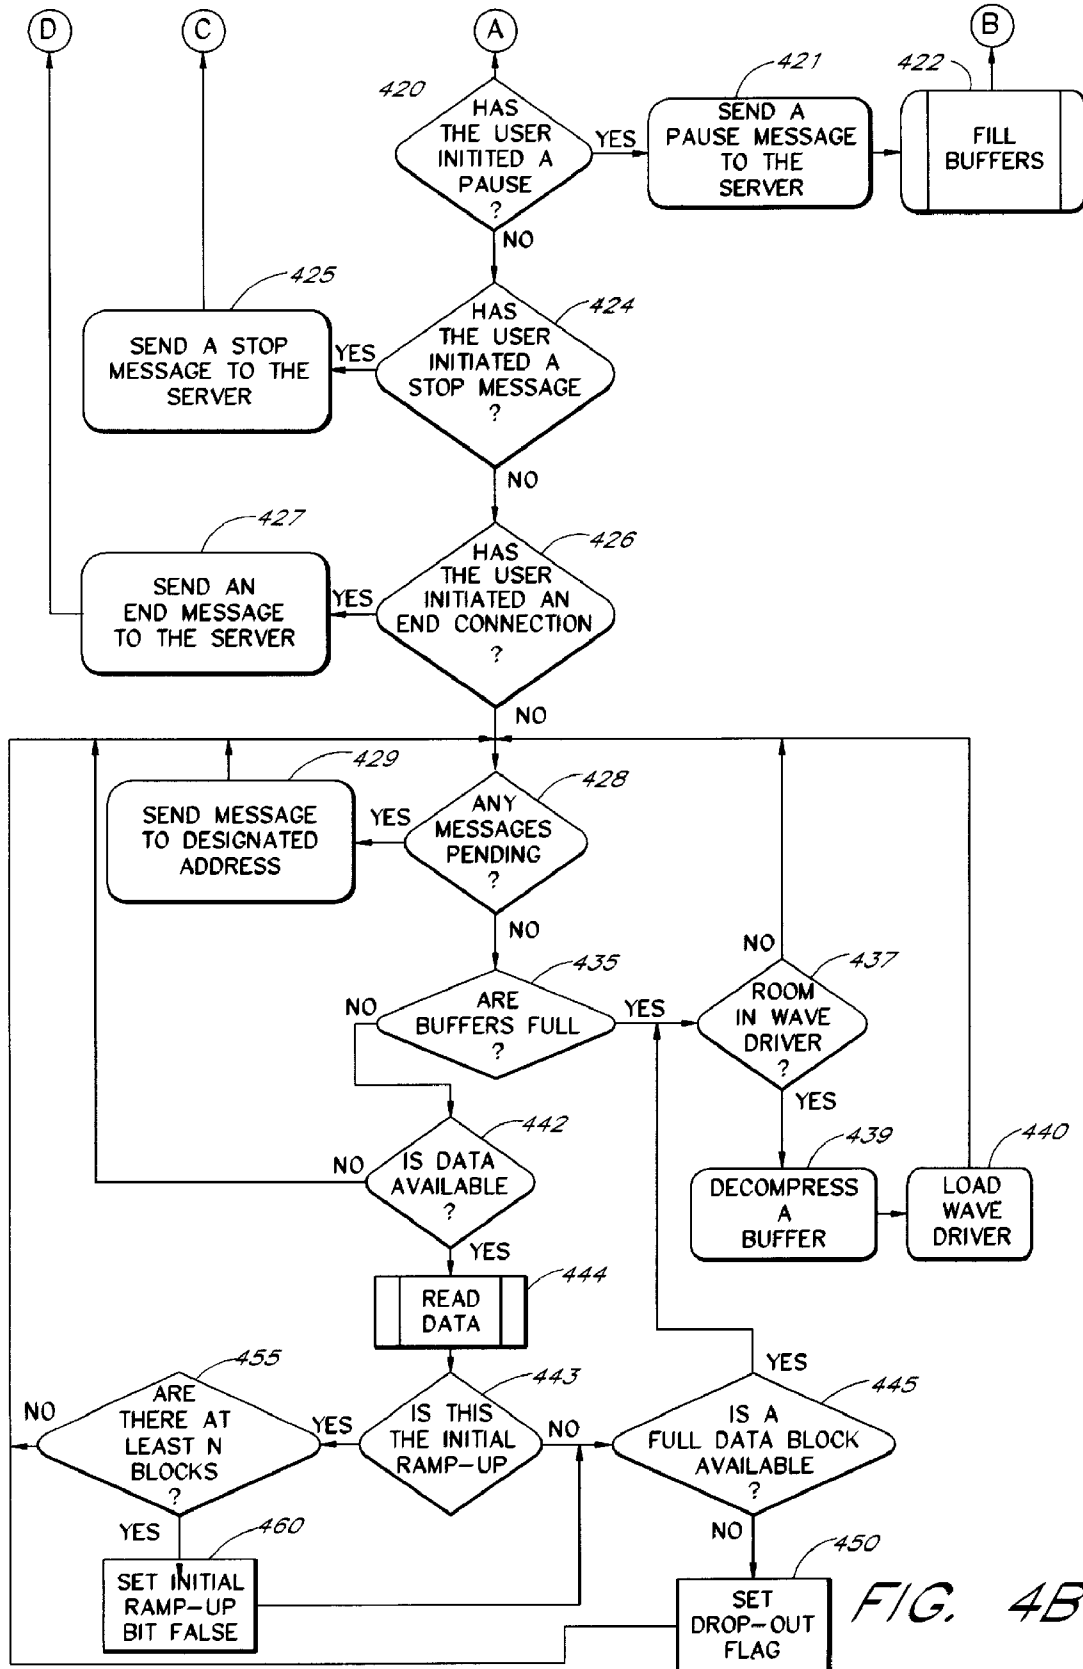 D
C
A
B
420
HAS
THE USER
INITITED A
PAUSE
?
YES
NO
421
SEND A
PAUSE MESSAGE
TO THE
SERVER
422
FILL
BUFFERS
425
SEND A STOP
MESSAGE TO THE
SERVER
YES
424
HAS
THE USER
INITIATED A
STOP MESSAGE
?
NO
427
SEND AN
END MESSAGE
TO THE SERVER
YES
426
HAS
THE USER
INITIATED AN
END CONNECTION
?
NO
429
SEND MESSAGE
TO DESIGNATED
ADDRESS
YES
428
ANY
MESSAGES
PENDING
?
NO
435
ARE
BUFFERS FULL
?
NO
YES
NO
437
ROOM
IN WAVE
DRIVER
?
YES
439
DECOMPRESS
A
BUFFER
440
LOAD
WAVE
DRIVER
442
NO
IS DATA
AVAILABLE
?
YES
444
READ
DATA
455
NO
ARE
THERE AT
LEAST N
BLOCKS
?
YES
YES
443
IS THIS
THE INITIAL
RAMP-UP
NO
YES
445
IS A
FULL DATA BLOCK
AVAILABLE
?
NO
460
SET INITIAL
RAMP-UP
BIT FALSE
450
SET
DROP-OUT
FLAG
FIG. 4B